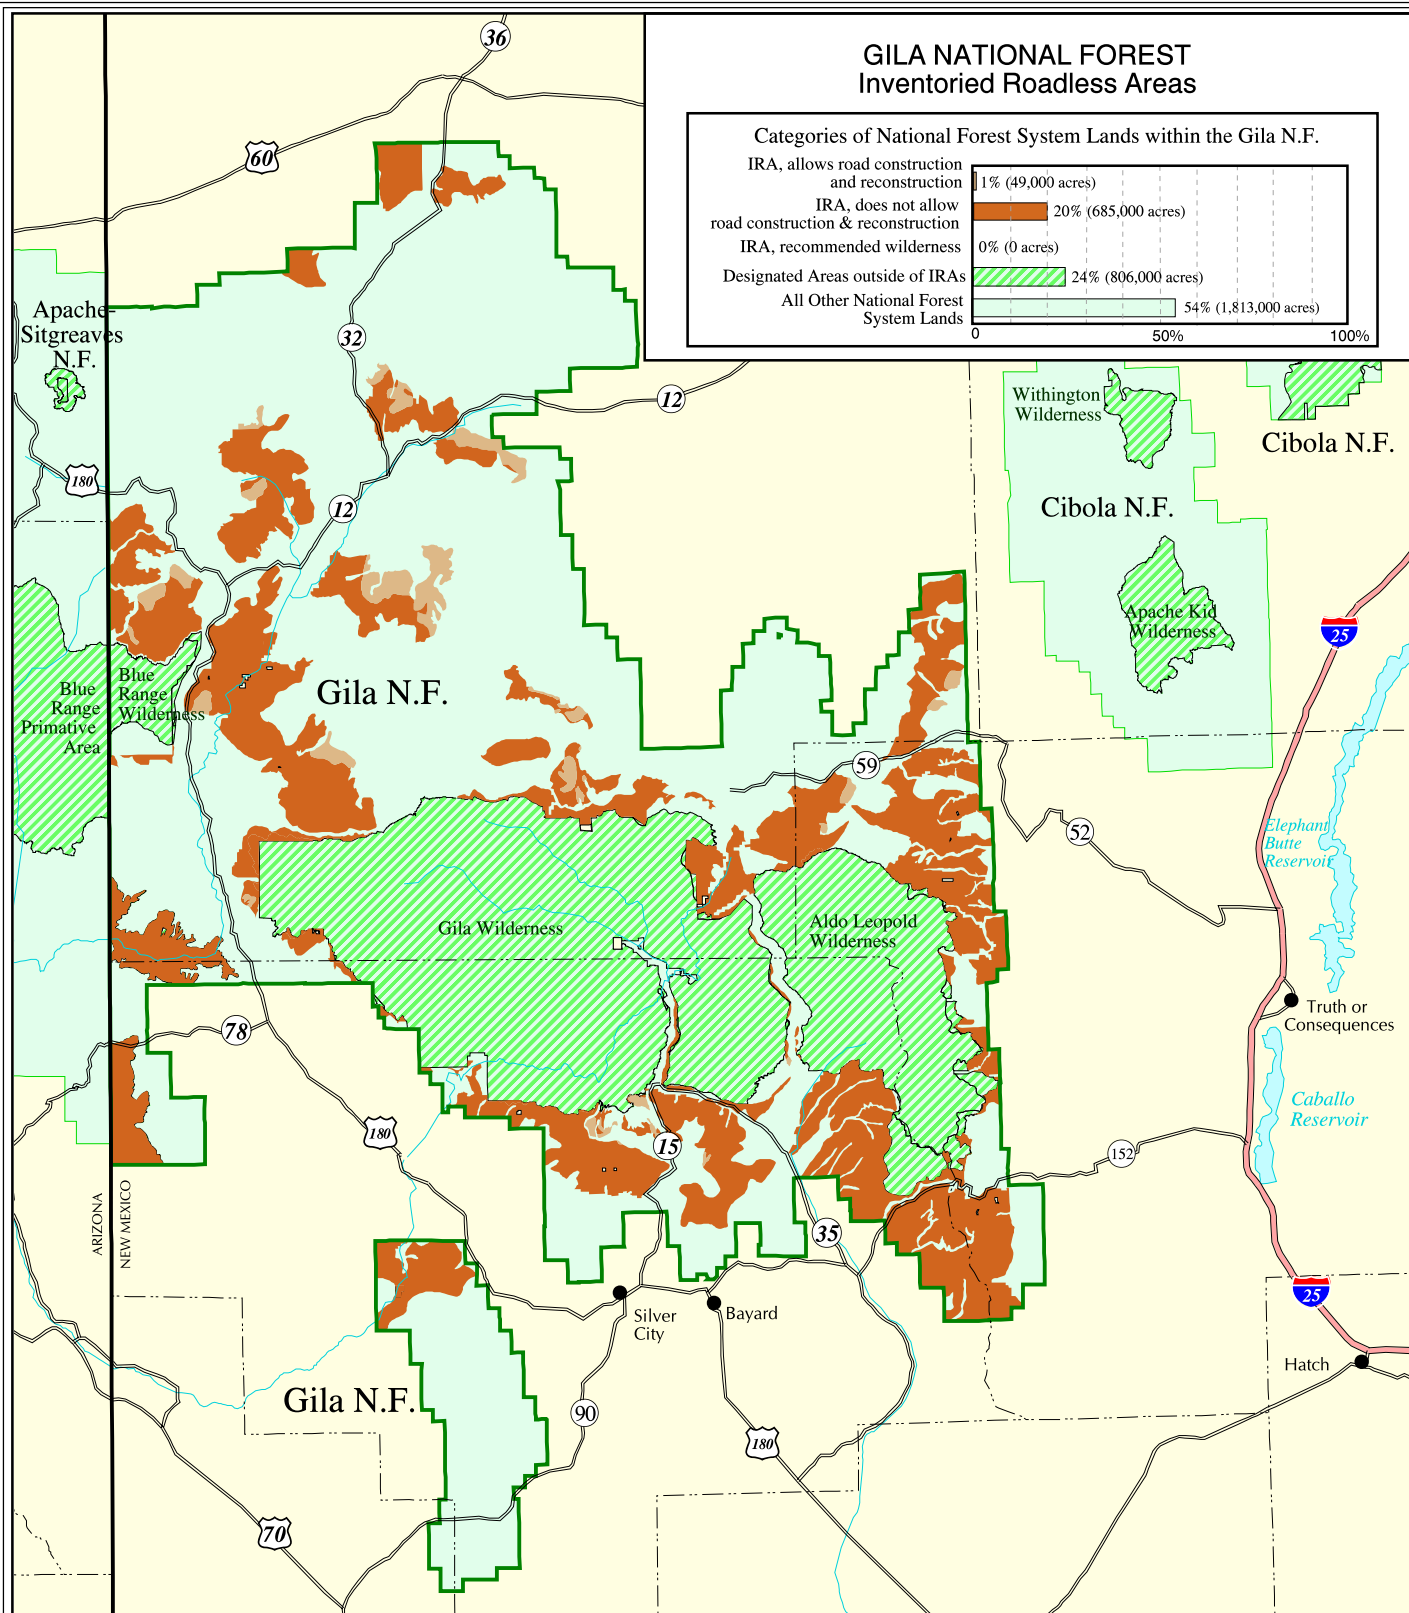 36
GILA NATIONAL FOREST
Inventoried Roadless Areas
Categories of National Forest System Lands within the Gila N.F.
IRA, allows road construction
and reconstruction
1% (49,000 acres)
IRA, does not allow
road construction & reconstruction
20% (685,000 acres)
IRA, recommended wilderness
0% (0 acres)
Designated Areas outside of IRAs
24% (806,000 acres)
All Other National Forest
System Lands
54% (1,813,000 acres)
0
50%
100%
60
Apache-
Sitgreaves
N.F.
32
12
Withington
Wilderness
Cibola N.F.
180
12
Cibola N.F.
Apache Kid
Wilderness
25
Blue
Range
Primative
Area
Blue
Range
Wilderness
Gila N.F.
59
52
Elephant
Butte
Reservoir
Gila Wilderness
Aldo Leopold
Wilderness
Truth or
Consequences
78
Caballo
Reservoir
180
15
152
ARIZONA
NEW MEXICO
35
25
Silver
City
Bayard
Hatch
Gila N.F.
90
180
70